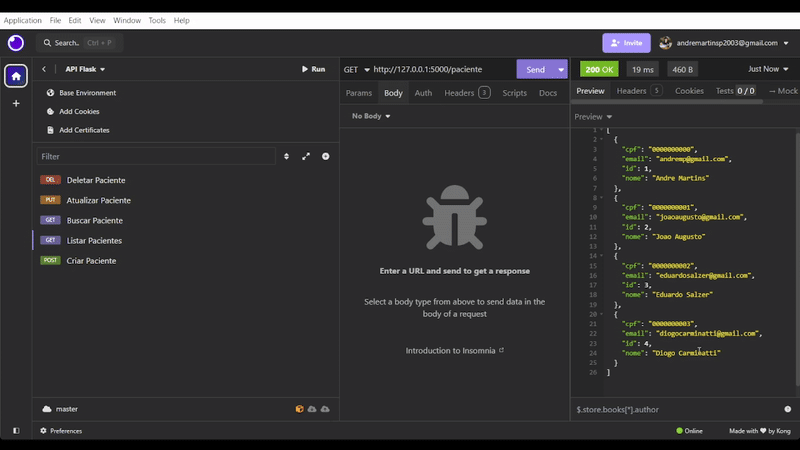 Application File Edit View Window Tools Help
Search.. Ctrl + P
Invite
andremartinsp2003@gmail.com
API Flask
Run
Base Environment
Add Cookies
Add Certificates
Filter
DEL Deletar Paciente
PUT Atualizar Paciente
GET Buscar Paciente
GET Listar Pacientes
POST Criar Paciente
master
Preferences
GET http://127.0.0.1:5000/paciente Send
Params Body Auth Headers 3 Scripts Docs
No Body
Enter a URL and send to get a response
Select a body type from above to send data in the
body of a request
Introduction to Insomnia
200 OK 19 ms 460 B Just Now
Preview Headers 5 Cookies Tests 0 / 0 → Mock
Preview
1 [
2 {
3 "cpf": "0000000000",
4 "email": "andremp@gmail.com",
5 "id": 1,
6 "nome": "Andre Martins"
7 },
8 {
9 "cpf": "0000000001",
10 "email": "joaoaugusto@gmail.com",
11 "id": 2,
12 "nome": "Joao Augusto"
13 },
14 {
15 "cpf": "0000000002",
16 "email": "eduardosalzer@gmail.com",
17 "id": 3,
18 "nome": "Eduardo Salzer"
19 },
20 {
21 "cpf": "0000000003",
22 "email": "diogocarminatti@gmail.com",
23 "id": 4,
24 "nome": "Diogo Carminatti"
25 }
26 ]
$.store.books[*].author
Online Made with ♥ by Kong